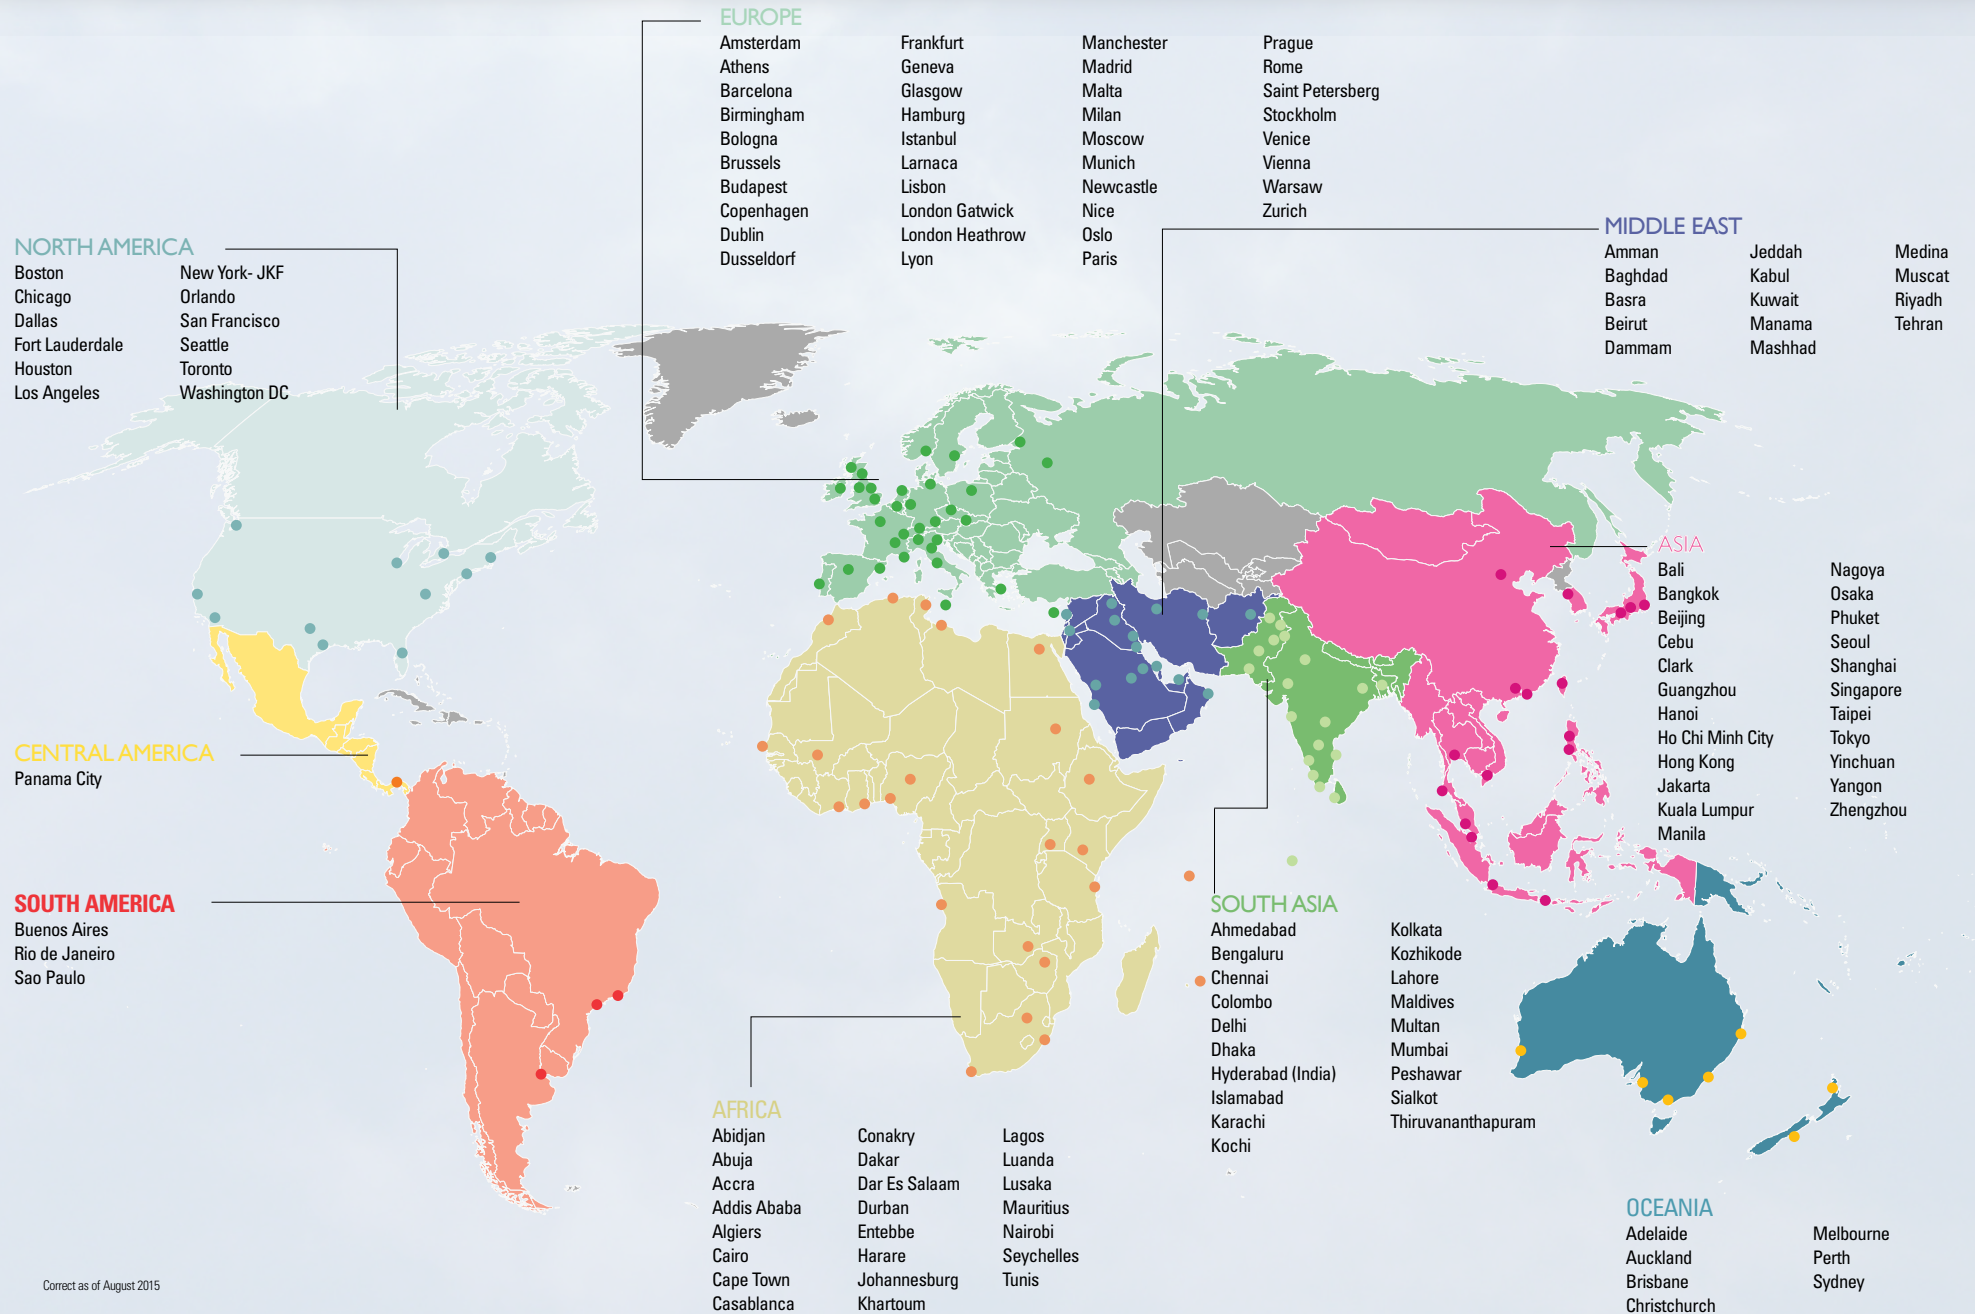 EUROPE
Amsterdam
Athens
Barcelona
Birmingham
Bologna
Brussels
Budapest
Copenhagen
Dublin
Dusseldorf
Frankfurt
Geneva
Glasgow
Hamburg
Istanbul
Larnaca
Lisbon
London Gatwick
London Heathrow
Lyon
Manchester
Madrid
Malta
Milan
Moscow
Munich
Newcastle
Nice
Oslo
Paris
Prague
Rome
Saint Petersberg
Stockholm
Venice
Vienna
Warsaw
Zurich
NORTH AMERICA
Boston
Chicago
Dallas
Fort Lauderdale
Houston
Los Angeles
New York- JKF
Orlando
San Francisco
Seattle
Toronto
Washington DC
MIDDLE EAST
Amman
Baghdad
Basra
Beirut
Dammam
Jeddah
Kabul
Kuwait
Manama
Mashhad
Medina
Muscat
Riyadh
Tehran
ASIA
Bali
Bangkok
Beijing
Cebu
Clark
Guangzhou
Hanoi
Ho Chi Minh City
Hong Kong
Jakarta
Kuala Lumpur
Manila
Nagoya
Osaka
Phuket
Seoul
Shanghai
Singapore
Taipei
Tokyo
Yinchuan
Yangon
Zhengzhou
CENTRAL AMERICA
Panama City
SOUTH AMERICA
Buenos Aires
Rio de Janeiro
Sao Paulo
SOUTH ASIA
Ahmedabad
Bengaluru
Chennai
Colombo
Delhi
Dhaka
Hyderabad (India)
Islamabad
Karachi
Kochi
Kolkata
Kozhikode
Lahore
Maldives
Multan
Mumbai
Peshawar
Sialkot
Thiruvananthapuram
AFRICA
Abidjan
Abuja
Accra
Addis Ababa
Algiers
Cairo
Cape Town
Casablanca
Conakry
Dakar
Dar Es Salaam
Durban
Entebbe
Harare
Johannesburg
Khartoum
Lagos
Luanda
Lusaka
Mauritius
Nairobi
Seychelles
Tunis
OCEANIA
Adelaide
Auckland
Brisbane
Christchurch
Melbourne
Perth
Sydney
Correct as of August 2015